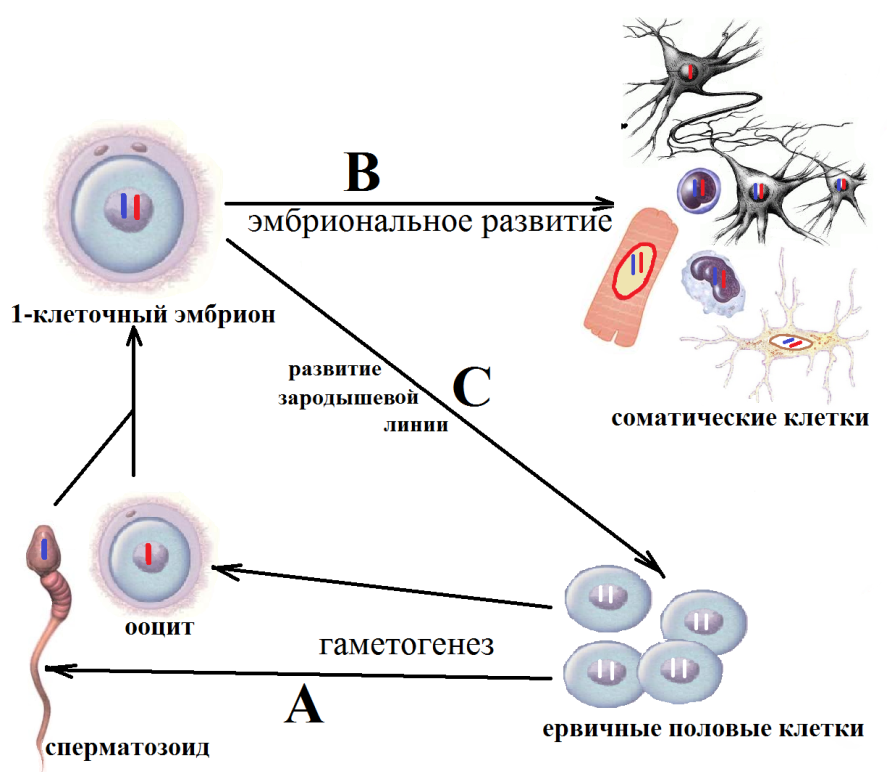 B
эмбриональное развитие
1-клеточный эмбрион
развитие
зародышевой
линии
C
соматические клетки
ооцит
гаметогенез
A
ервичные половые клетки
сперматозоид